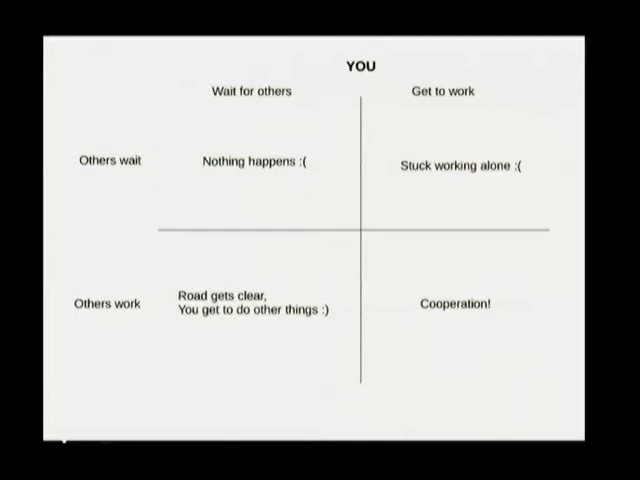 YOU
Wait for others
Get to work
Others wait
Nothing happens :(
Stuck working alone :(
Others work
Road gets clear,
You get to do other things :)
Cooperation!